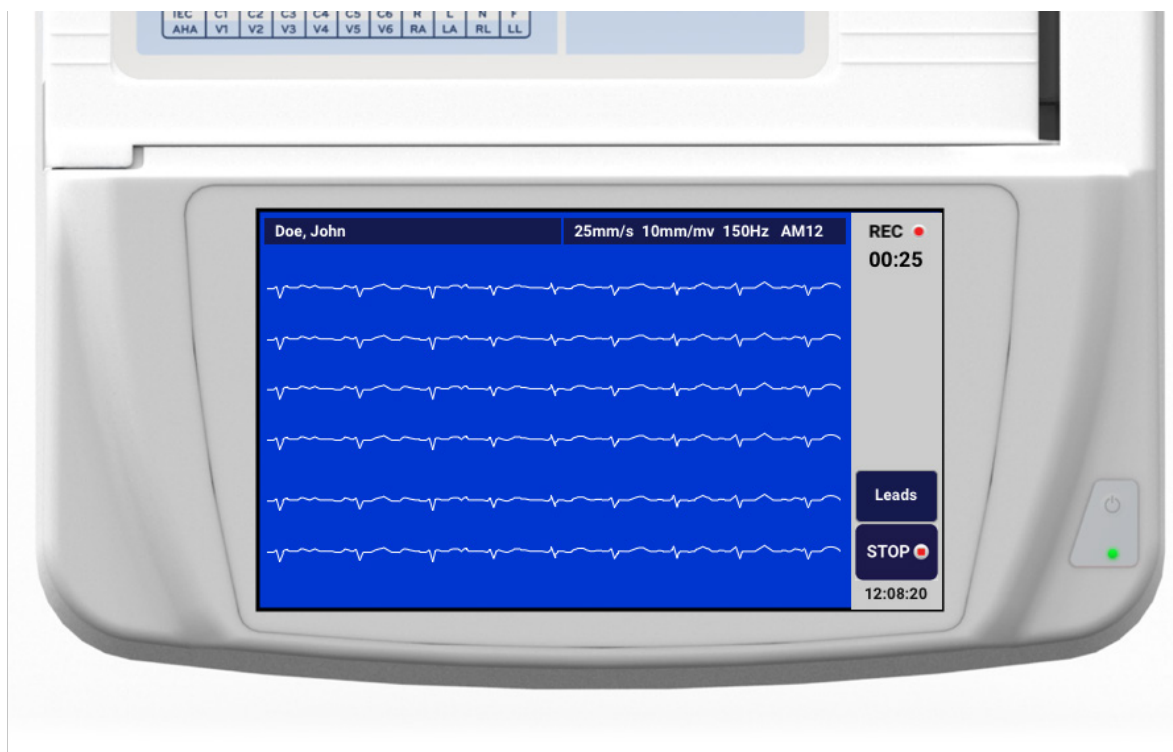 IEC C1 C2 C3 C4 C5 C6 R L N F
AHA V1 V2 V3 V4 V5 V6 RA LA RL LL
Doe, John
25mm/s 10mm/mv 150Hz AM12
REC
00:25
Leads
STOP
12:08:20